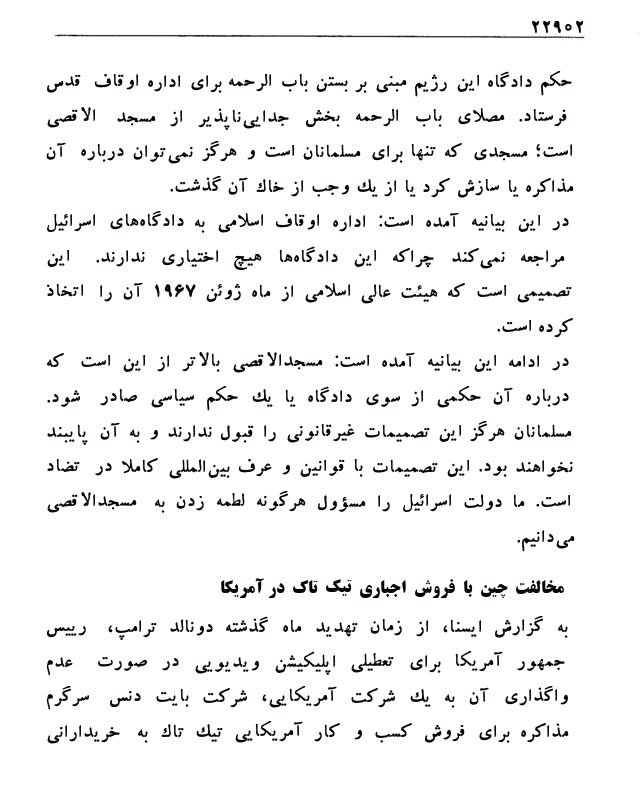 ۲۲۹۰۲
حکم دادگاه این رژیم مبنی بر بستن باب الرحمه برای اداره اوقاف قدس
فرستاد. مصلای باب الرحمه بخش جدایی‌ناپذیر از مسجد الاقصی
است؛ مسجدی که تنها برای مسلمانان است و هرگز نمی‌توان درباره آن
مذاکره یا سازش کرد یا از یك وجب از خاك آن گذشت.
در این بیانیه آمده است: اداره اوقاف اسلامی به دادگاه‌های اسرائیل
مراجعه نمی‌کند چراکه این دادگاه‌ها هیچ اختیاری ندارند. این
تصمیمی است که هیئت عالی اسلامی از ماه ژوئن ۱۹۶۷ آن را اتخاذ
کرده است.
در ادامه این بیانیه آمده است: مسجدالاقصی بالاتر از این است که
درباره آن حکمی از سوی دادگاه یا یك حکم سیاسی صادر شود.
مسلمانان هرگز این تصمیمات غیرقانونی را قبول ندارند و به آن پایبند
نخواهند بود. این تصمیمات با قوانین و عرف بین‌المللی کاملا در تضاد
است. ما دولت اسرائیل را مسؤول هرگونه لطمه زدن به مسجدالاقصی
می‌دانیم.
مخالفت چین با فروش اجباری تیک تاک در آمریکا
به گزارش ایسنا، از زمان تهدید ماه گذشته دونالد ترامپ، رییس
جمهور آمریکا برای تعطیلی اپلیکیشن ویدیویی در صورت عدم
واگذاری آن به یك شرکت آمریکایی، شرکت بایت دنس سرگرم
مذاکره برای فروش کسب و کار آمریکایی تیك تاك به خریدارانی